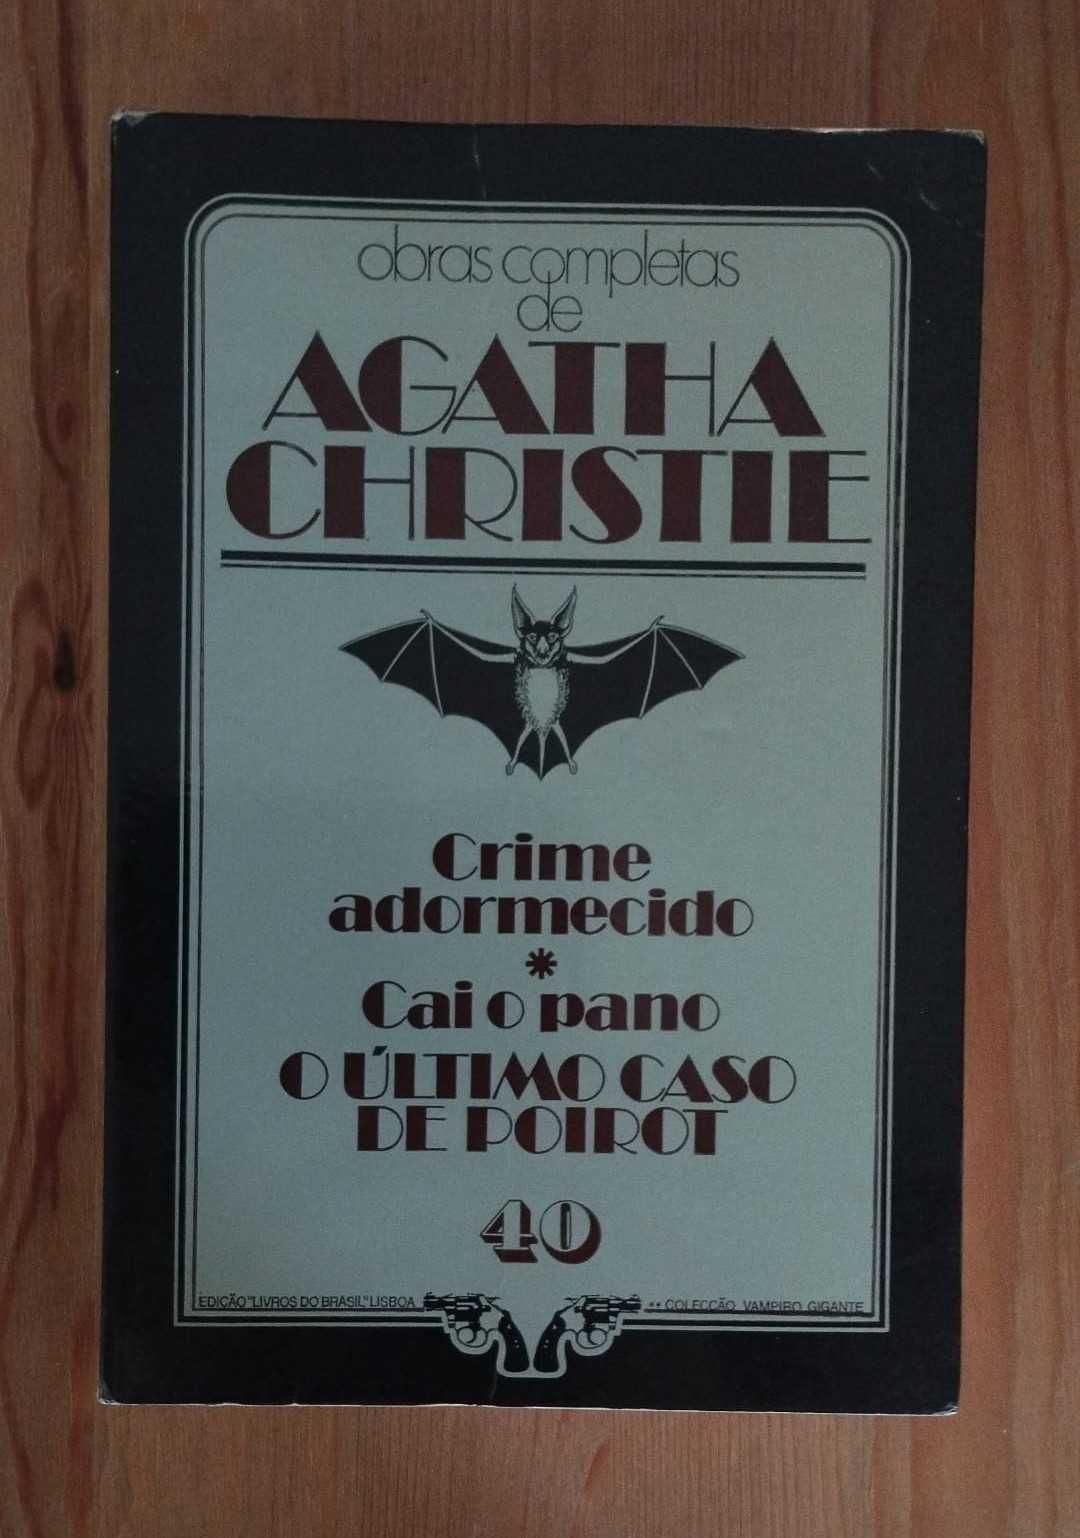 obras completas
de
AGATHA
CHRISTIE
Crime
adormecido
*
Cai o pano
O ÚLTIMO CASO
DE POIROT
40
EDIÇÃO "LIVROS DO BRASIL" LISBOA
** COLECÇÃO VAMPIRO GIGANTE